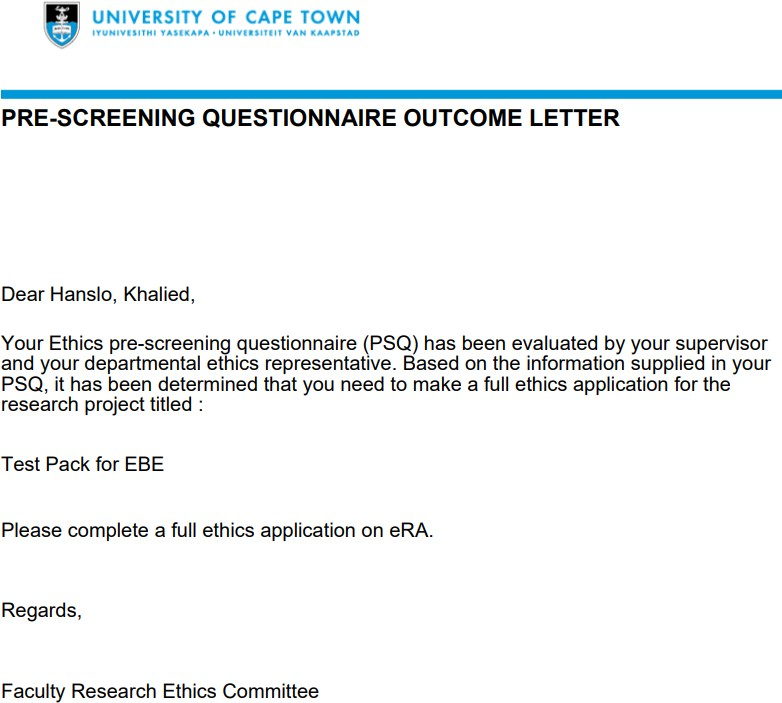 UNIVERSITY OF CAPE TOWN
IYUNIVESITHI YASEKAPA • UNIVERSITEIT VAN KAAPSTAD
PRE-SCREENING QUESTIONNAIRE OUTCOME LETTER
Dear Hanslo, Khalied,
Your Ethics pre-screening questionnaire (PSQ) has been evaluated by your supervisor
and your departmental ethics representative. Based on the information supplied in your
PSQ, it has been determined that you need to make a full ethics application for the
research project titled :
Test Pack for EBE
Please complete a full ethics application on eRA.
Regards,
Faculty Research Ethics Committee